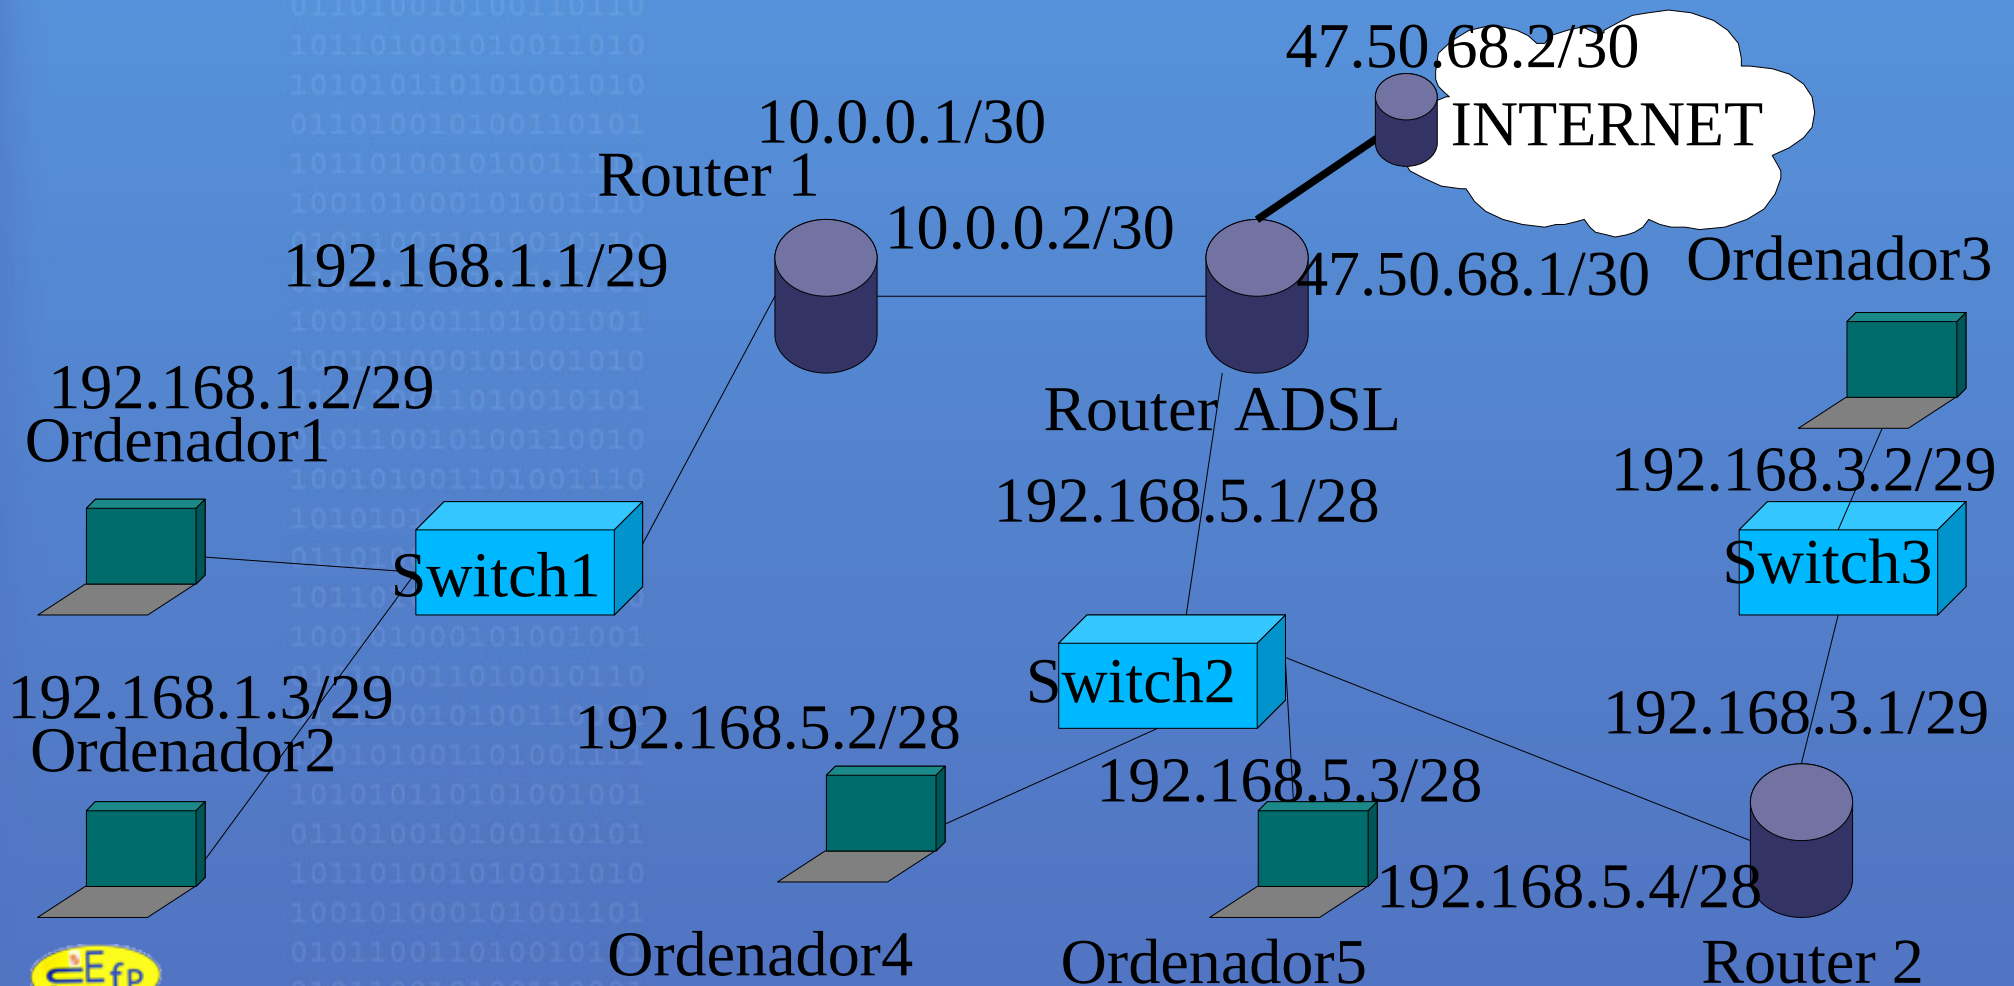 47.50.68.2/30
INTERNET
10.0.0.1/30
Router 1
10.0.0.2/30
192.168.1.1/29
47.50.68.1/30
Ordenador3
192.168.1.2/29
Ordenador1
Router ADSL
192.168.3.2/29
192.168.5.1/28
Switch1
Switch3
Switch2
192.168.1.3/29
Ordenador2
192.168.5.2/28
192.168.3.1/29
192.168.5.3/28
192.168.5.4/28
Ordenador4
Ordenador5
Router 2